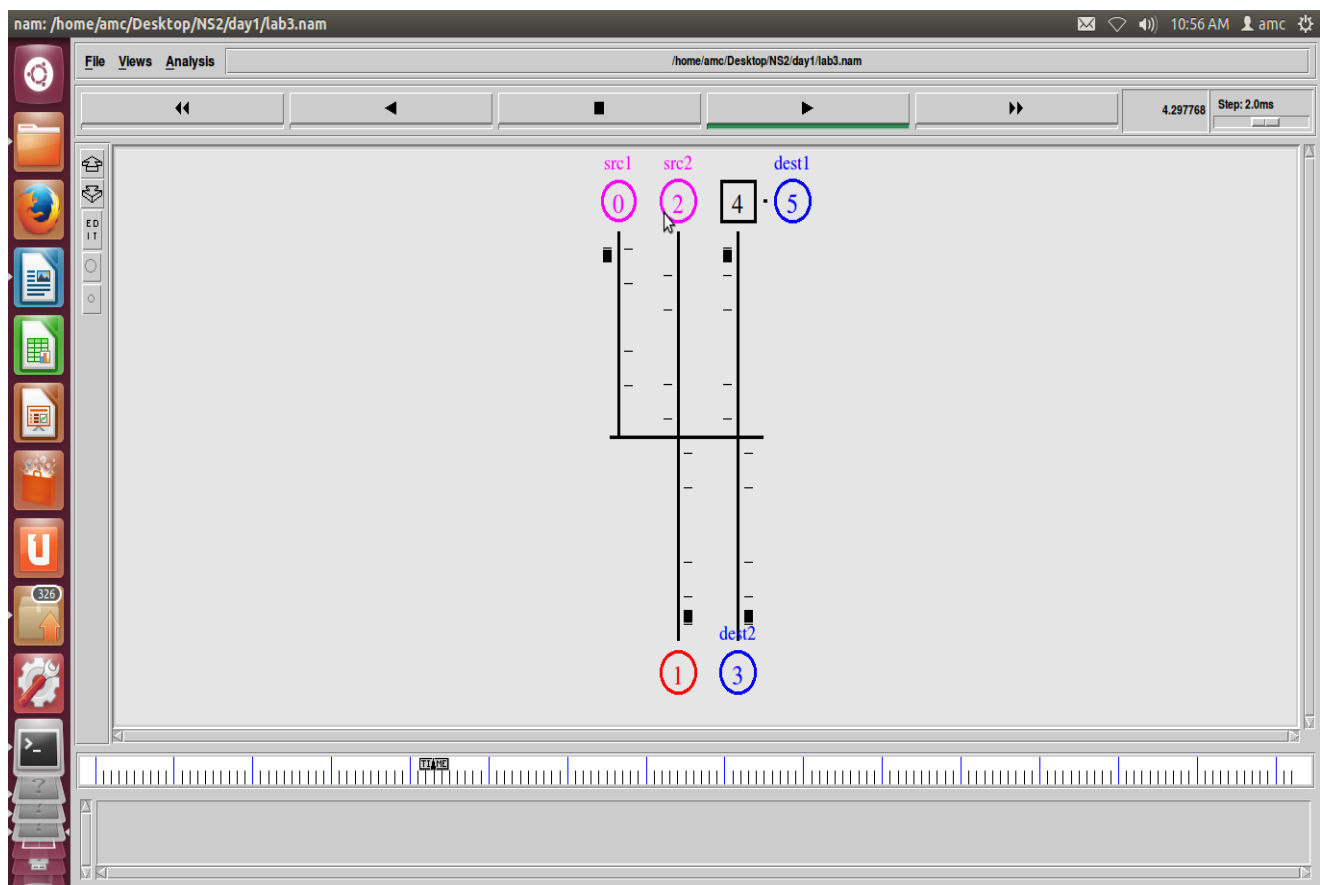 nam: /home/amc/Desktop/NS2/day1/lab3.nam
10:56 AM amc
File Views Analysis
/home/amc/Desktop/NS2/day1/lab3.nam
4.297768
Step: 2.0ms
src1 src2 dest1
0 2 4 5
ED
IT
dest2
1 3
TIME
326
>_